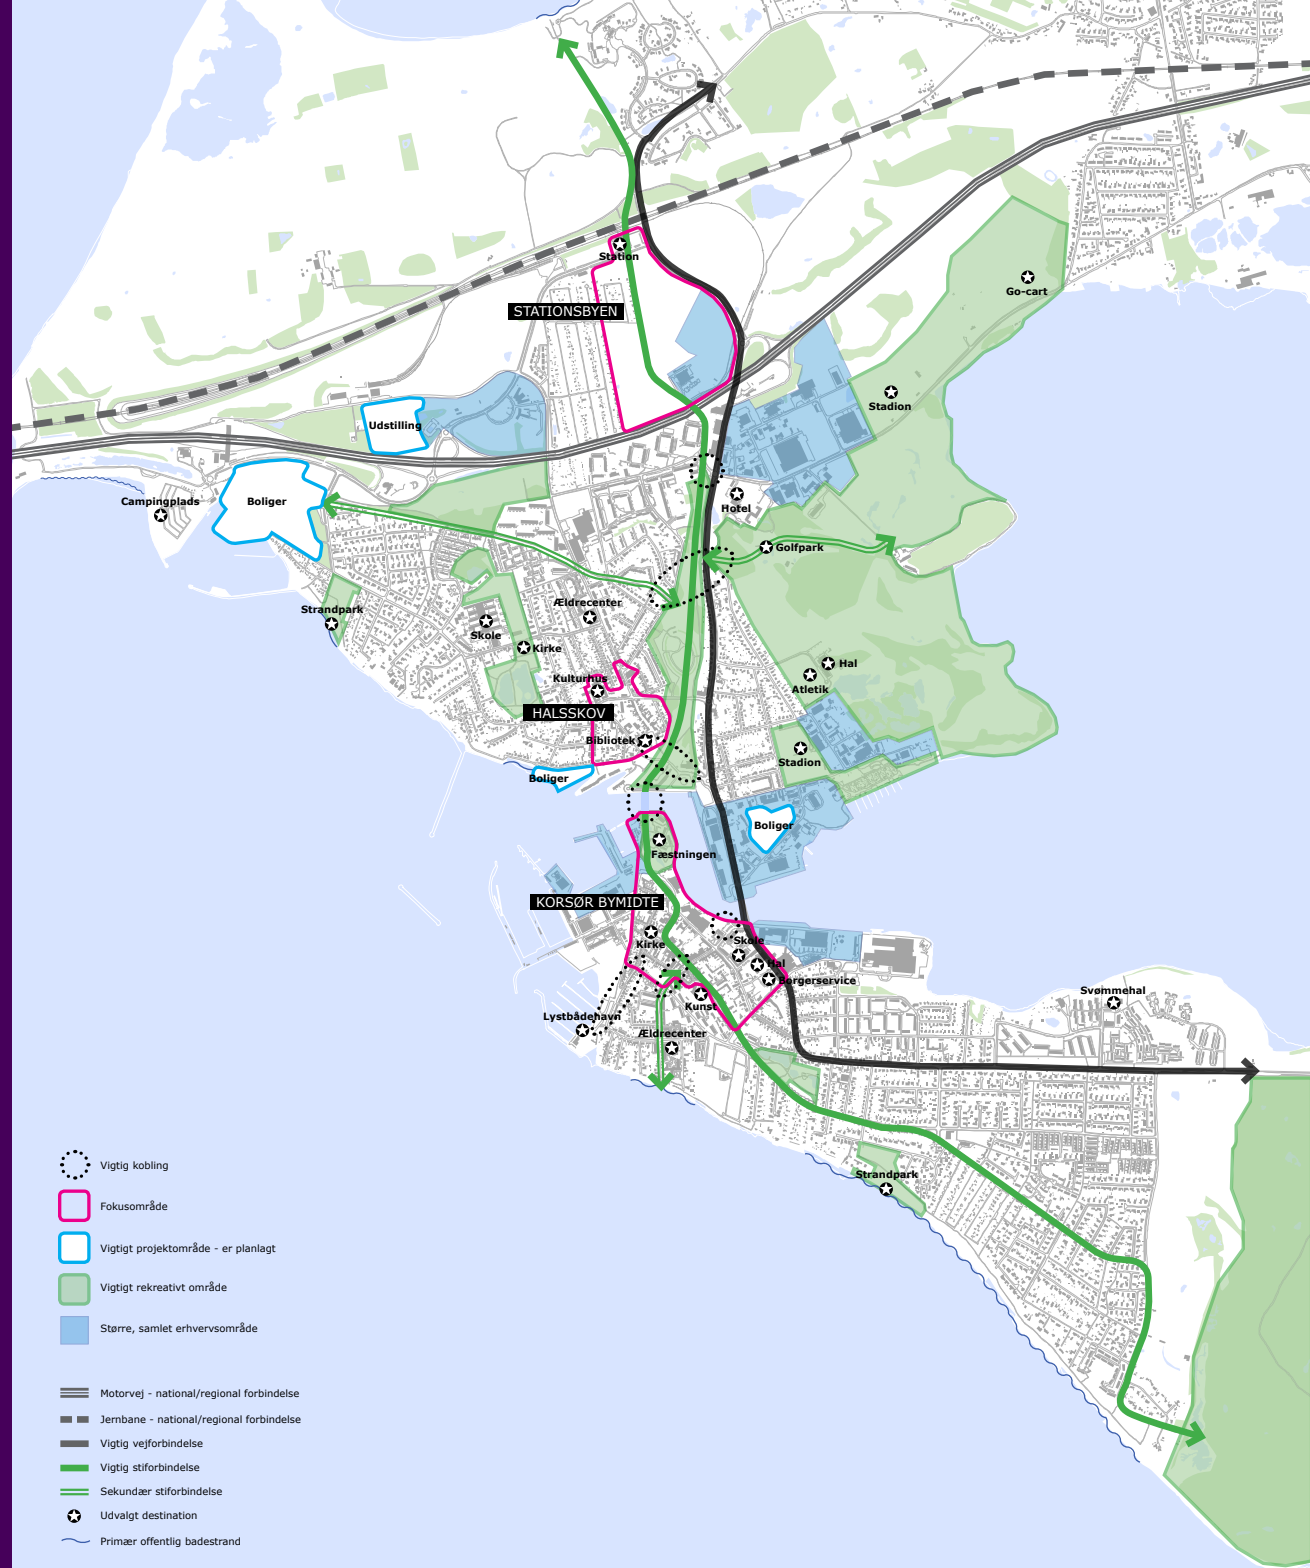 Station
STATIONSBYEN
Go-cart
Stadion
Udstilling
Campingplads
Boliger
Hotel
Golfpark
Strandpark
Ældrecenter
Skole
Kirke
Hal
Kulturhus
Atletik
HALSSKOV
Bibliotek
Stadion
Boliger
Boliger
Fæstningen
KORSØR BYMIDTE
Kirke
Skole
Hal
Borgerservice
Svømmehal
Kunst
Lystbådehavn
Ældrecenter
Strandpark
Vigtig kobling
Fokusområde
Vigtigt projektområde - er planlagt
Vigtigt rekreativt område
Større, samlet erhvervsområde
Motorvej - national/regional forbindelse
Jernbane - national/regional forbindelse
Vigtig vejforbindelse
Vigtig stiforbindelse
Sekundær stiforbindelse
Udvalgt destination
Primær offentlig badestrand